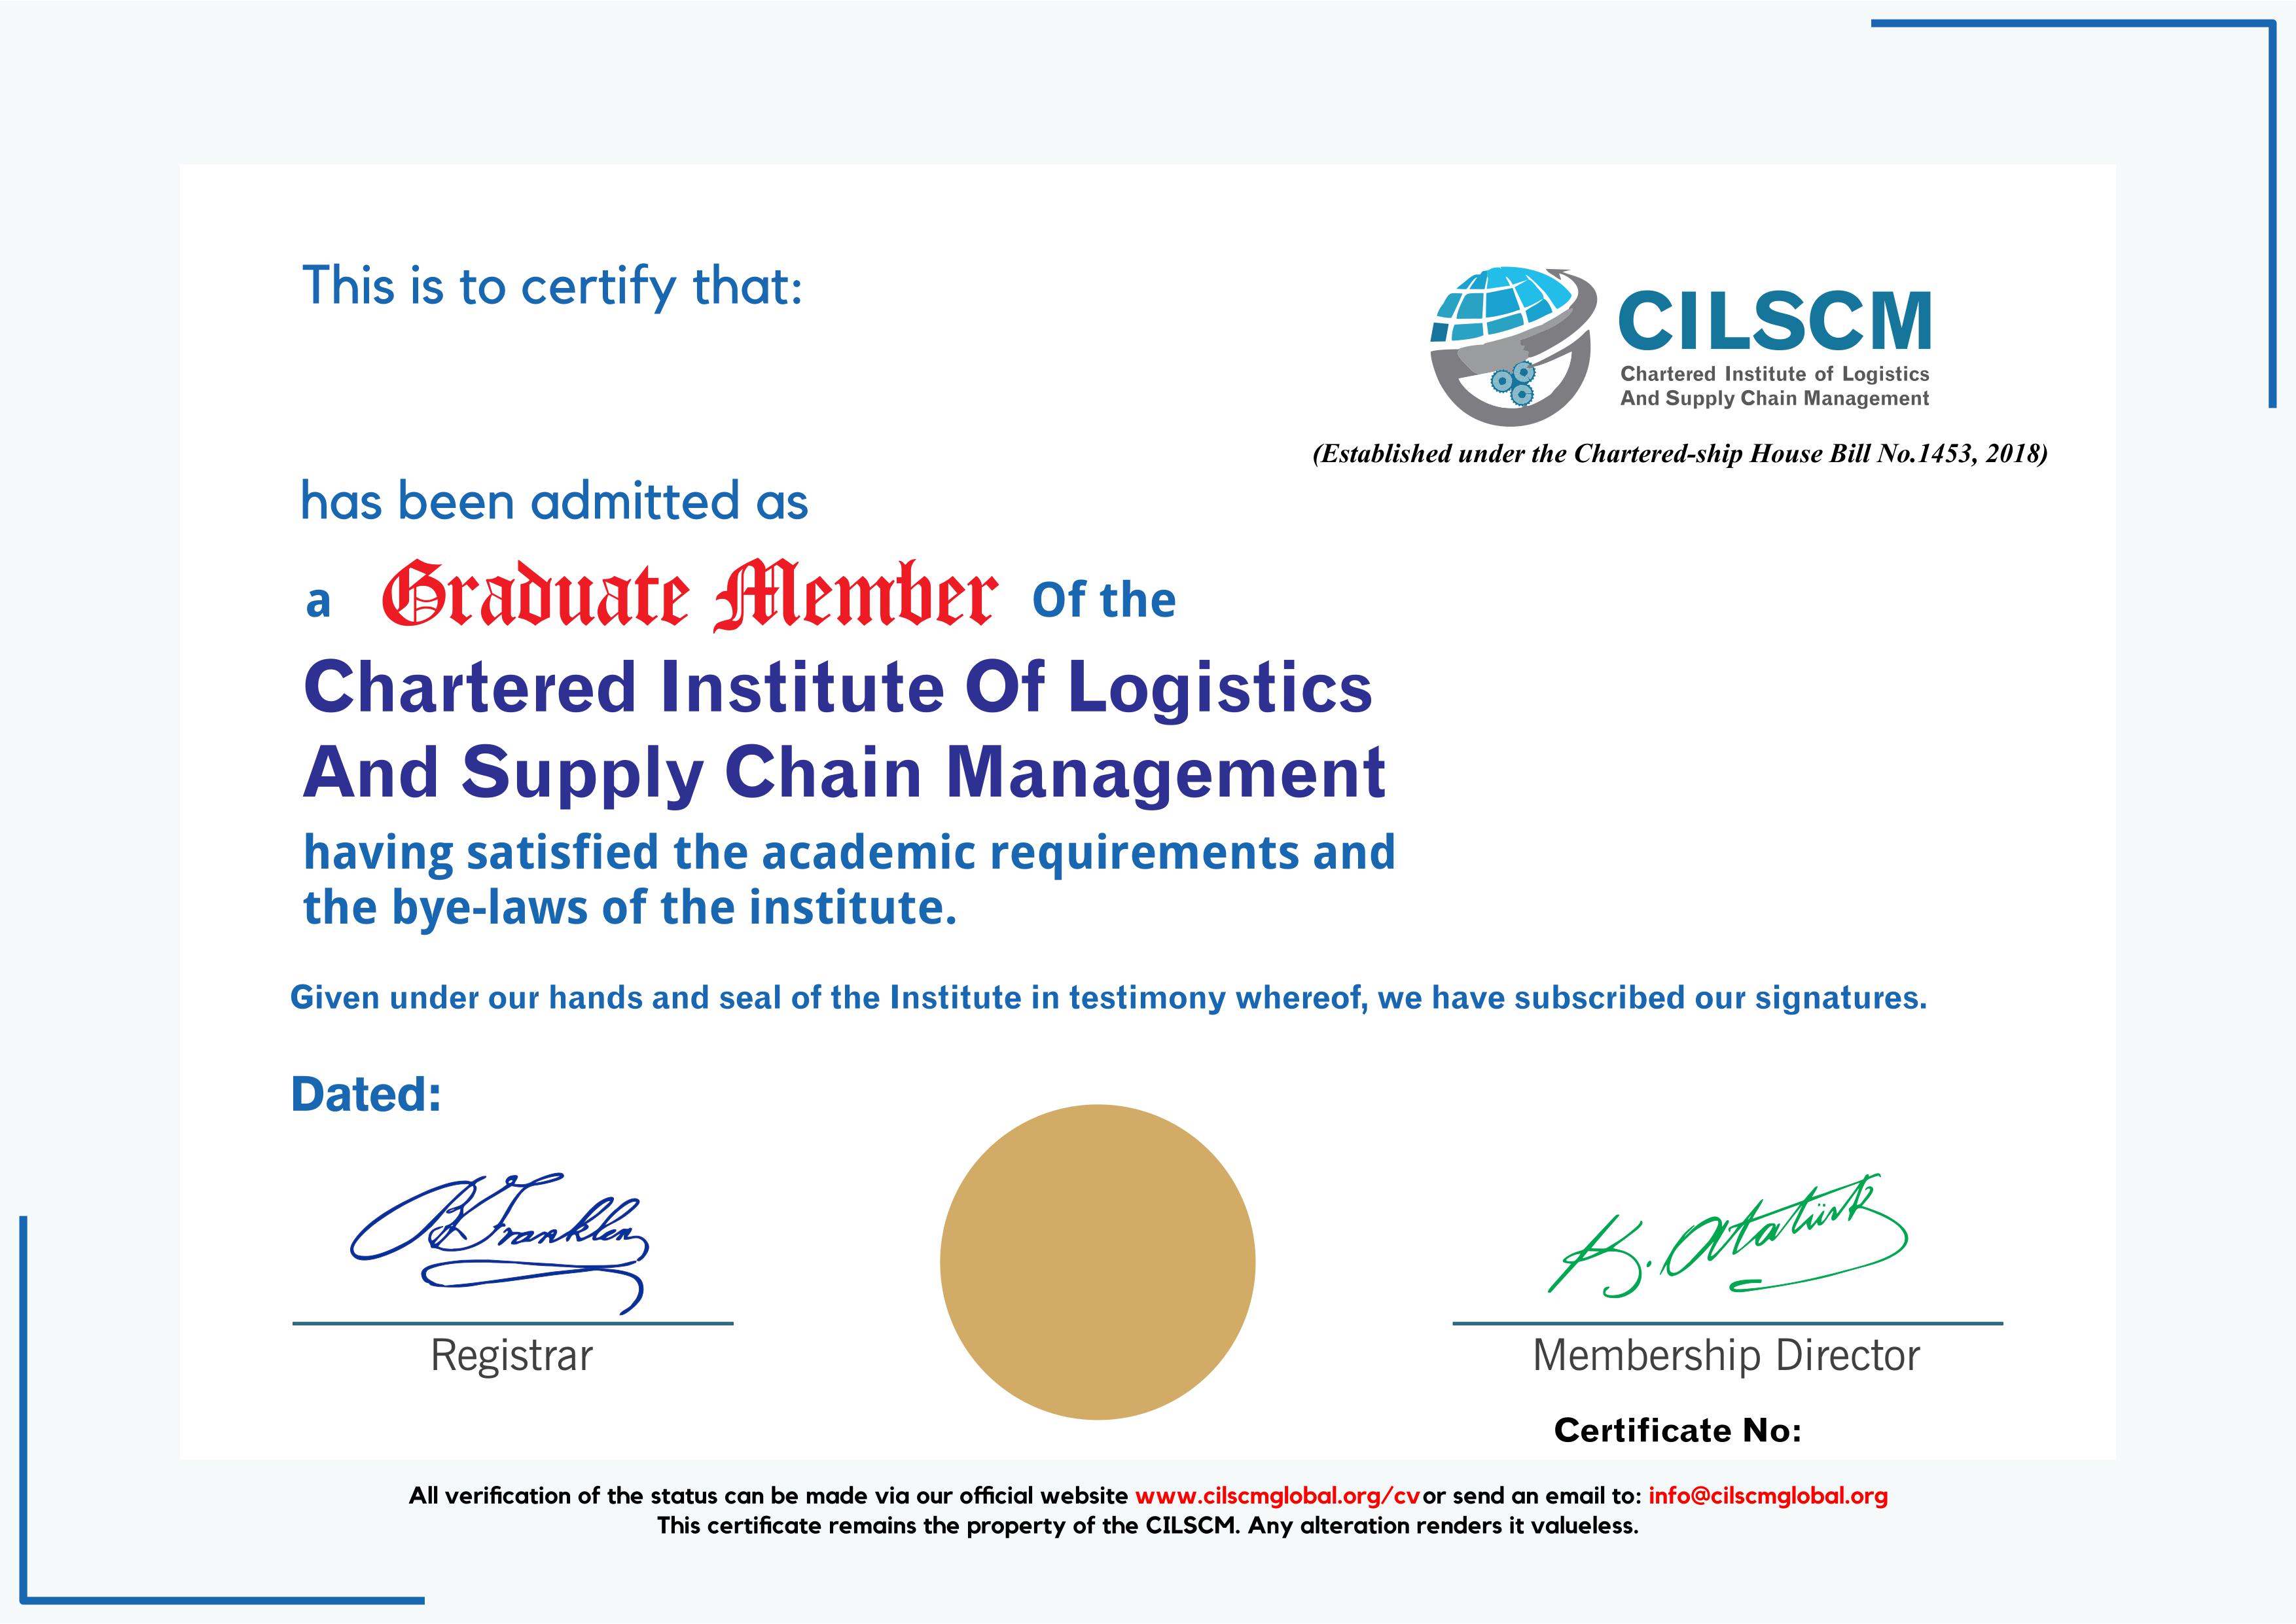 This is to certify that:
CILSCM
Chartered Institute of Logistics
And Supply Chain Management
(Established under the Chartered-ship House Bill No.1453, 2018)
has been admitted as
a Graduate Member Of the
Chartered Institute Of Logistics
And Supply Chain Management
having satisfied the academic requirements and
the bye-laws of the institute.
Given under our hands and seal of the Institute in testimony whereof, we have subscribed our signatures.
Dated:
B Franklin
K. Atatürk
Registrar
Membership Director
Certificate No:
All verification of the status can be made via our official website www.cilscmglobal.org/cv or send an email to: info@cilscmglobal.org
This certificate remains the property of the CILSCM. Any alteration renders it valueless.